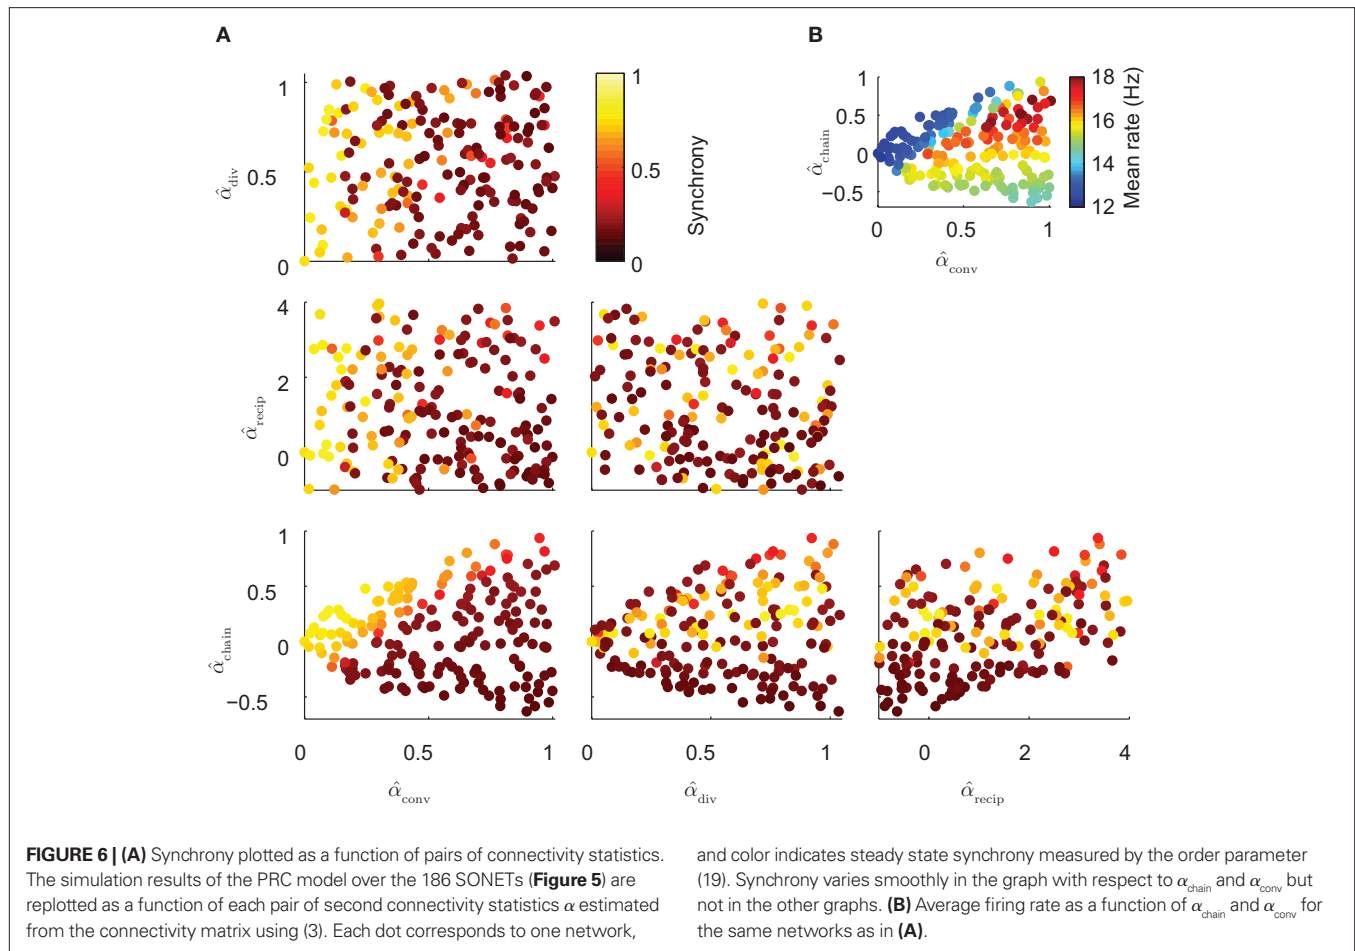 A
B
1
0.5
0
α̂div
1
0.5
0
Synchrony
1
0.5
0
−0.5
α̂chain
0
0.5
1
α̂conv
18
16
14
12
Mean rate (Hz)
4
2
0
α̂recip
1
0.5
0
−0.5
α̂chain
0
0.5
1
0
0.5
1
0
2
4
α̂conv
α̂div
α̂recip
FIGURE 6 | (A) Synchrony plotted as a function of pairs of connectivity statistics.
The simulation results of the PRC model over the 186 SONETs (Figure 5) are
replotted as a function of each pair of second connectivity statistics α estimated
from the connectivity matrix using (3). Each dot corresponds to one network,
and color indicates steady state synchrony measured by the order parameter
(19). Synchrony varies smoothly in the graph with respect to αchain and αconv but
not in the other graphs. (B) Average firing rate as a function of αchain and αconv for
the same networks as in (A).